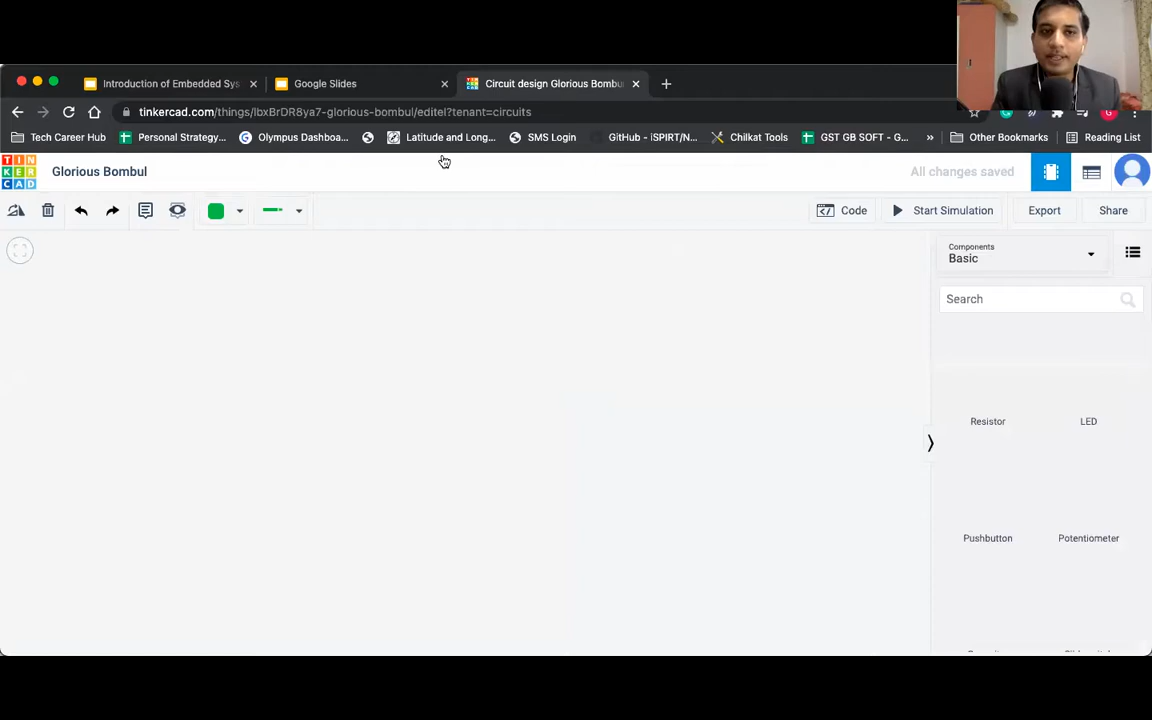 Introduction of Embedded Sys
Google Slides
Circuit design Glorious Bombu
tinkercad.com/things/lbxBrDR8ya7-glorious-bombul/editel?tenant=circuits
Tech Career Hub
Personal Strategy...
Olympus Dashboa...
Latitude and Long...
SMS Login
GitHub - iSPIRT/N...
Chilkat Tools
GST GB SOFT - G...
»
Other Bookmarks
Reading List
TIN
KER
CAD
Glorious Bombul
All changes saved
Code
Start Simulation
Export
Share
Components
Basic
Search
Resistor
LED
Pushbutton
Potentiometer